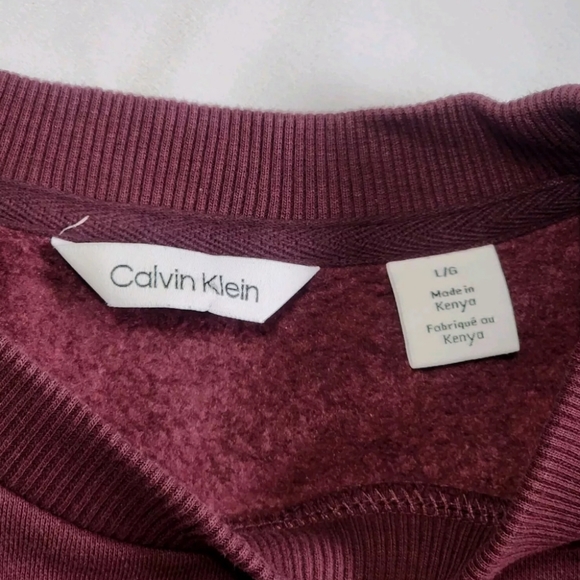 Calvin Klein
L/G
Made in
Kenya
Fabriqué au
Kenya